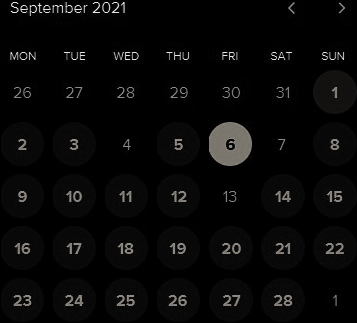 September 2021
MON TUE WED THU FRI SAT SUN
26 27 28 29 30 31 1
2 3 4 5 6 7 8
9 10 11 12 13 14 15
16 17 18 19 20 21 22
23 24 25 26 27 28 1